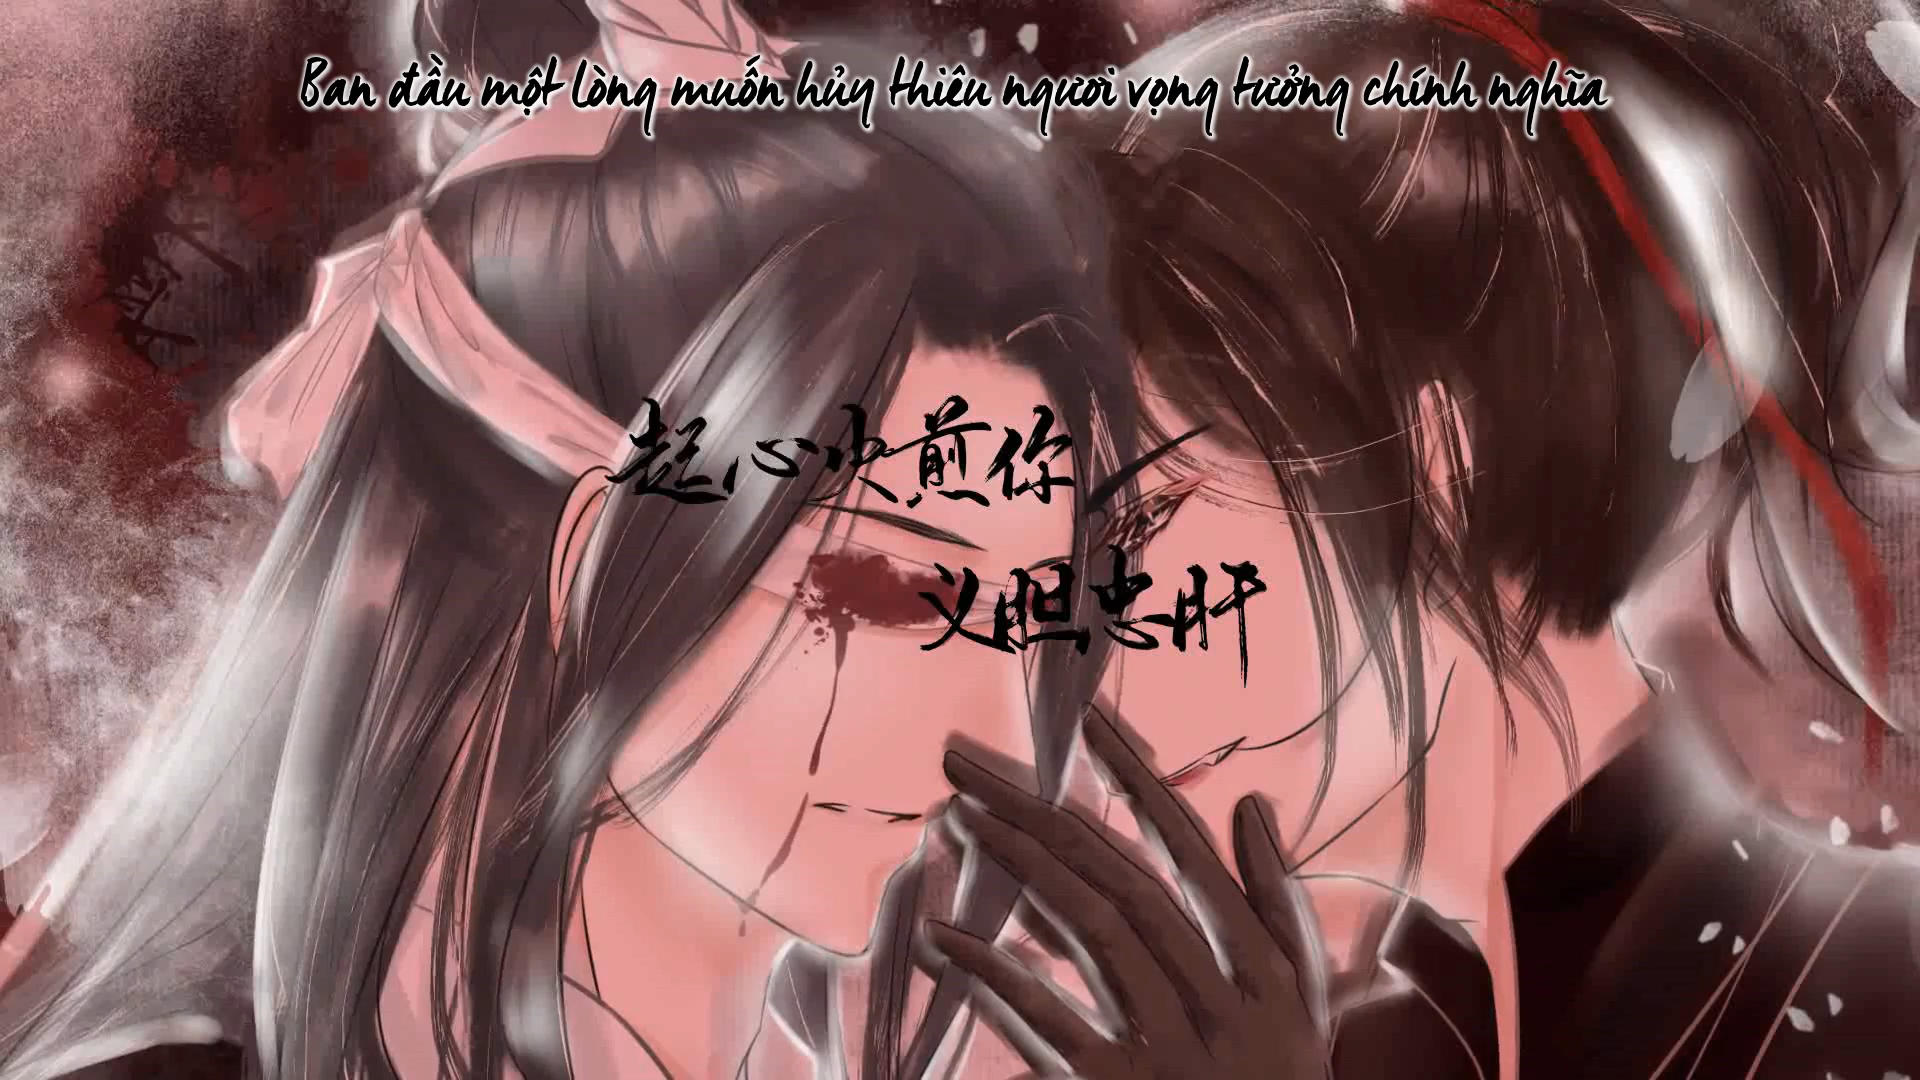 Ban đầu một lòng muốn hủy thiêu ngươi vọng tưởng chính nghĩa
起心火煎你
义胆忠肝